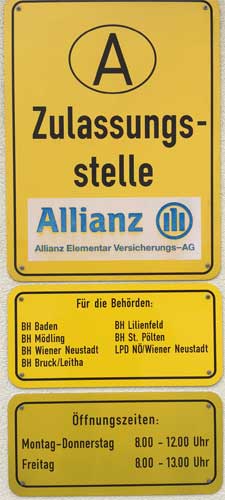 A
Zulassungs-
stelle
Allianz
Allianz Elementar Versicherungs-AG
Für die Behörden:
BH Baden
BH Mödling
BH Wiener Neustadt
BH Bruck/Leitha
BH Lilienfeld
BH St. Pölten
LPD NÖ/Wiener Neustadt
Öffnungszeiten:
Montag-Donnerstag 8.00 - 12.00 Uhr
Freitag 8.00 - 13.00 Uhr